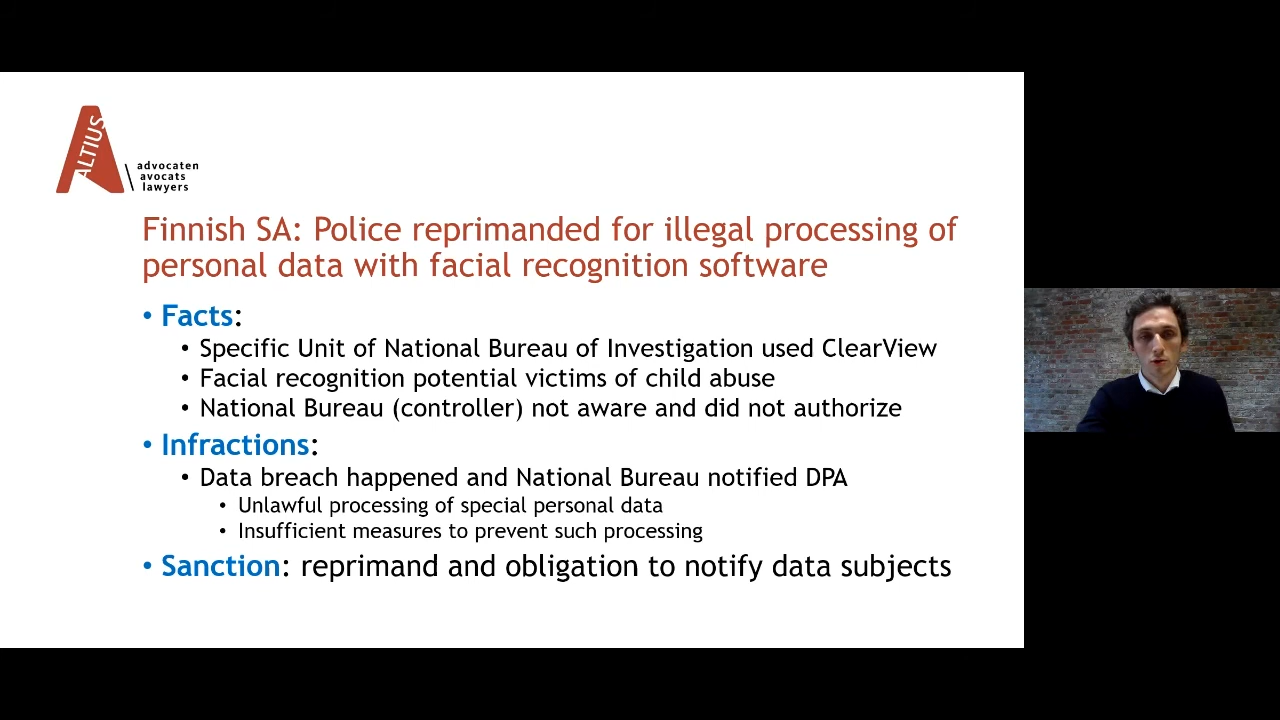 ALTIUS
advocaten
avocats
lawyers
Finnish SA: Police reprimanded for illegal processing of
personal data with facial recognition software
• Facts:
• Specific Unit of National Bureau of Investigation used ClearView
• Facial recognition potential victims of child abuse
• National Bureau (controller) not aware and did not authorize
• Infractions:
• Data breach happened and National Bureau notified DPA
• Unlawful processing of special personal data
• Insufficient measures to prevent such processing
• Sanction: reprimand and obligation to notify data subjects